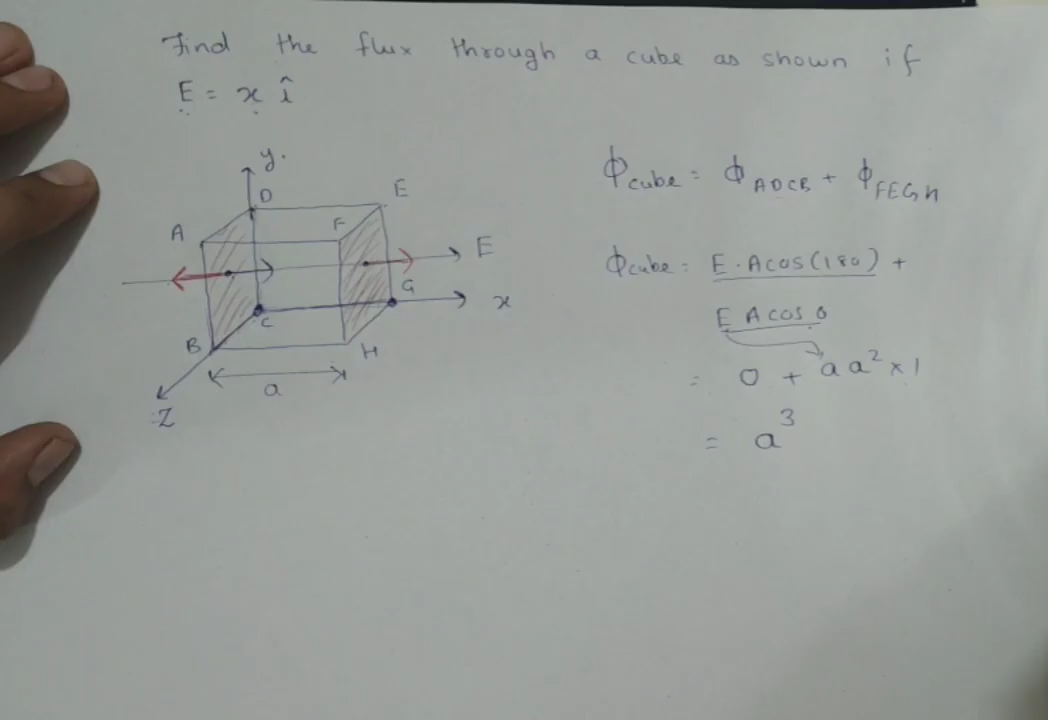 Find the flux through a cube as shown if
E = x î
y.
D
E
A
F
E
G
x
C
B
H
a
Z
ϕcube = ϕADCB + ϕFEGH
ϕcube = E . A cos(180) +
E A cos 0
= 0 + a a² × 1
= a³